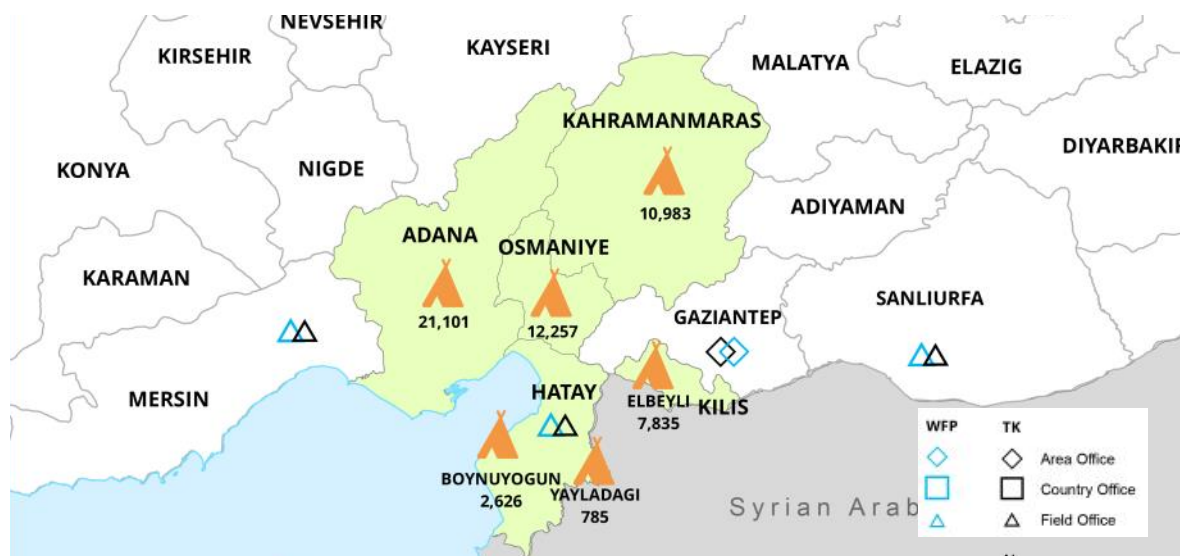 NEVSEHIR
KIRSEHIR
KAYSERI
MALATYA
ELAZIG
KAHRAMANMARAS
DIYARBAKIR
KONYA
NIGDE
10,983
ADIYAMAN
ADANA
OSMANIYE
KARAMAN
SANLIURFA
21,101
12,257
GAZIANTEP
MERSIN
HATAY
ELBEYLI
7,835
KILIS
BOYNUYOGUN
2,626
YAYLADAGI
785
Syrian Arab
WFP TK
Area Office
Country Office
Field Office